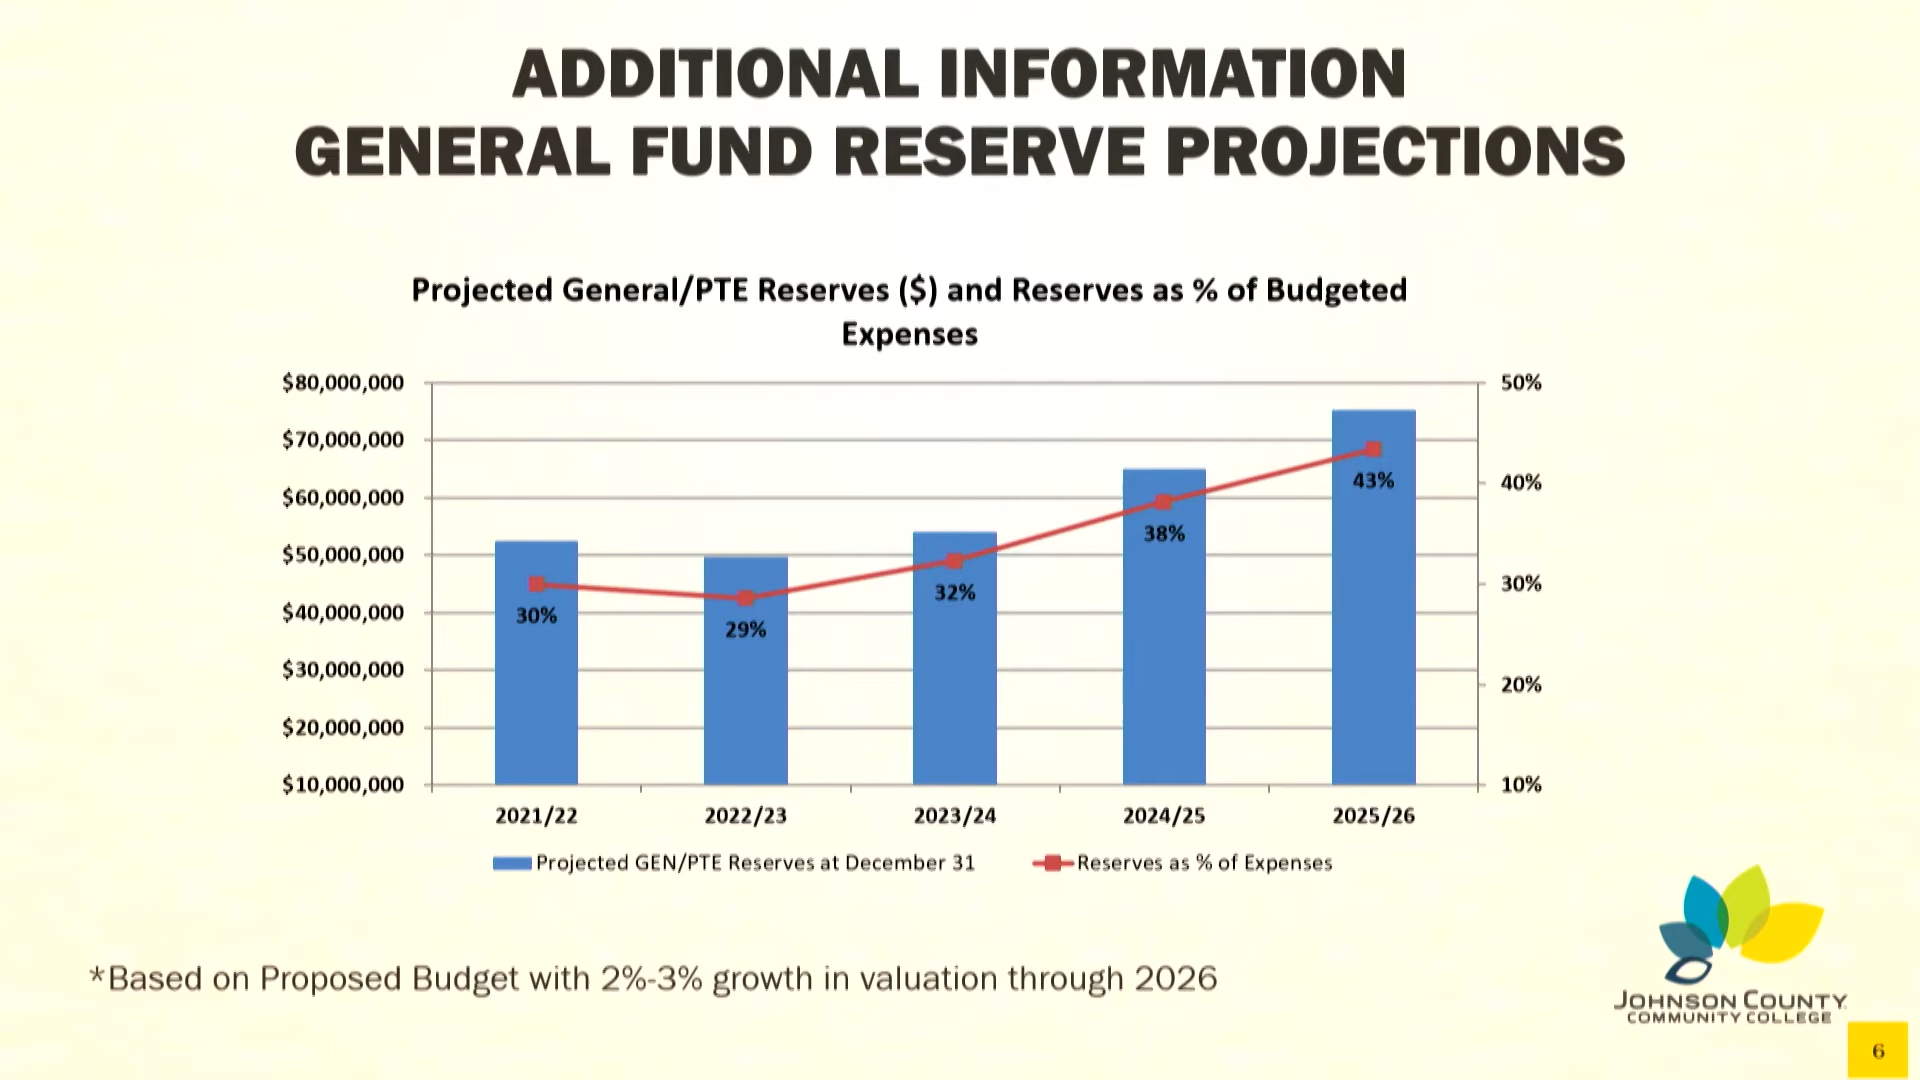 ADDITIONAL INFORMATION
GENERAL FUND RESERVE PROJECTIONS
Projected General/PTE Reserves ($) and Reserves as % of Budgeted
Expenses
$80,000,000
$70,000,000
$60,000,000
$50,000,000
$40,000,000
$30,000,000
$20,000,000
$10,000,000
50%
40%
30%
20%
10%
30%
29%
32%
38%
43%
2021/22 2022/23 2023/24 2024/25 2025/26
Projected GEN/PTE Reserves at December 31 Reserves as % of Expenses
*Based on Proposed Budget with 2%-3% growth in valuation through 2026
JOHNSON COUNTY
COMMUNITY COLLEGE
6